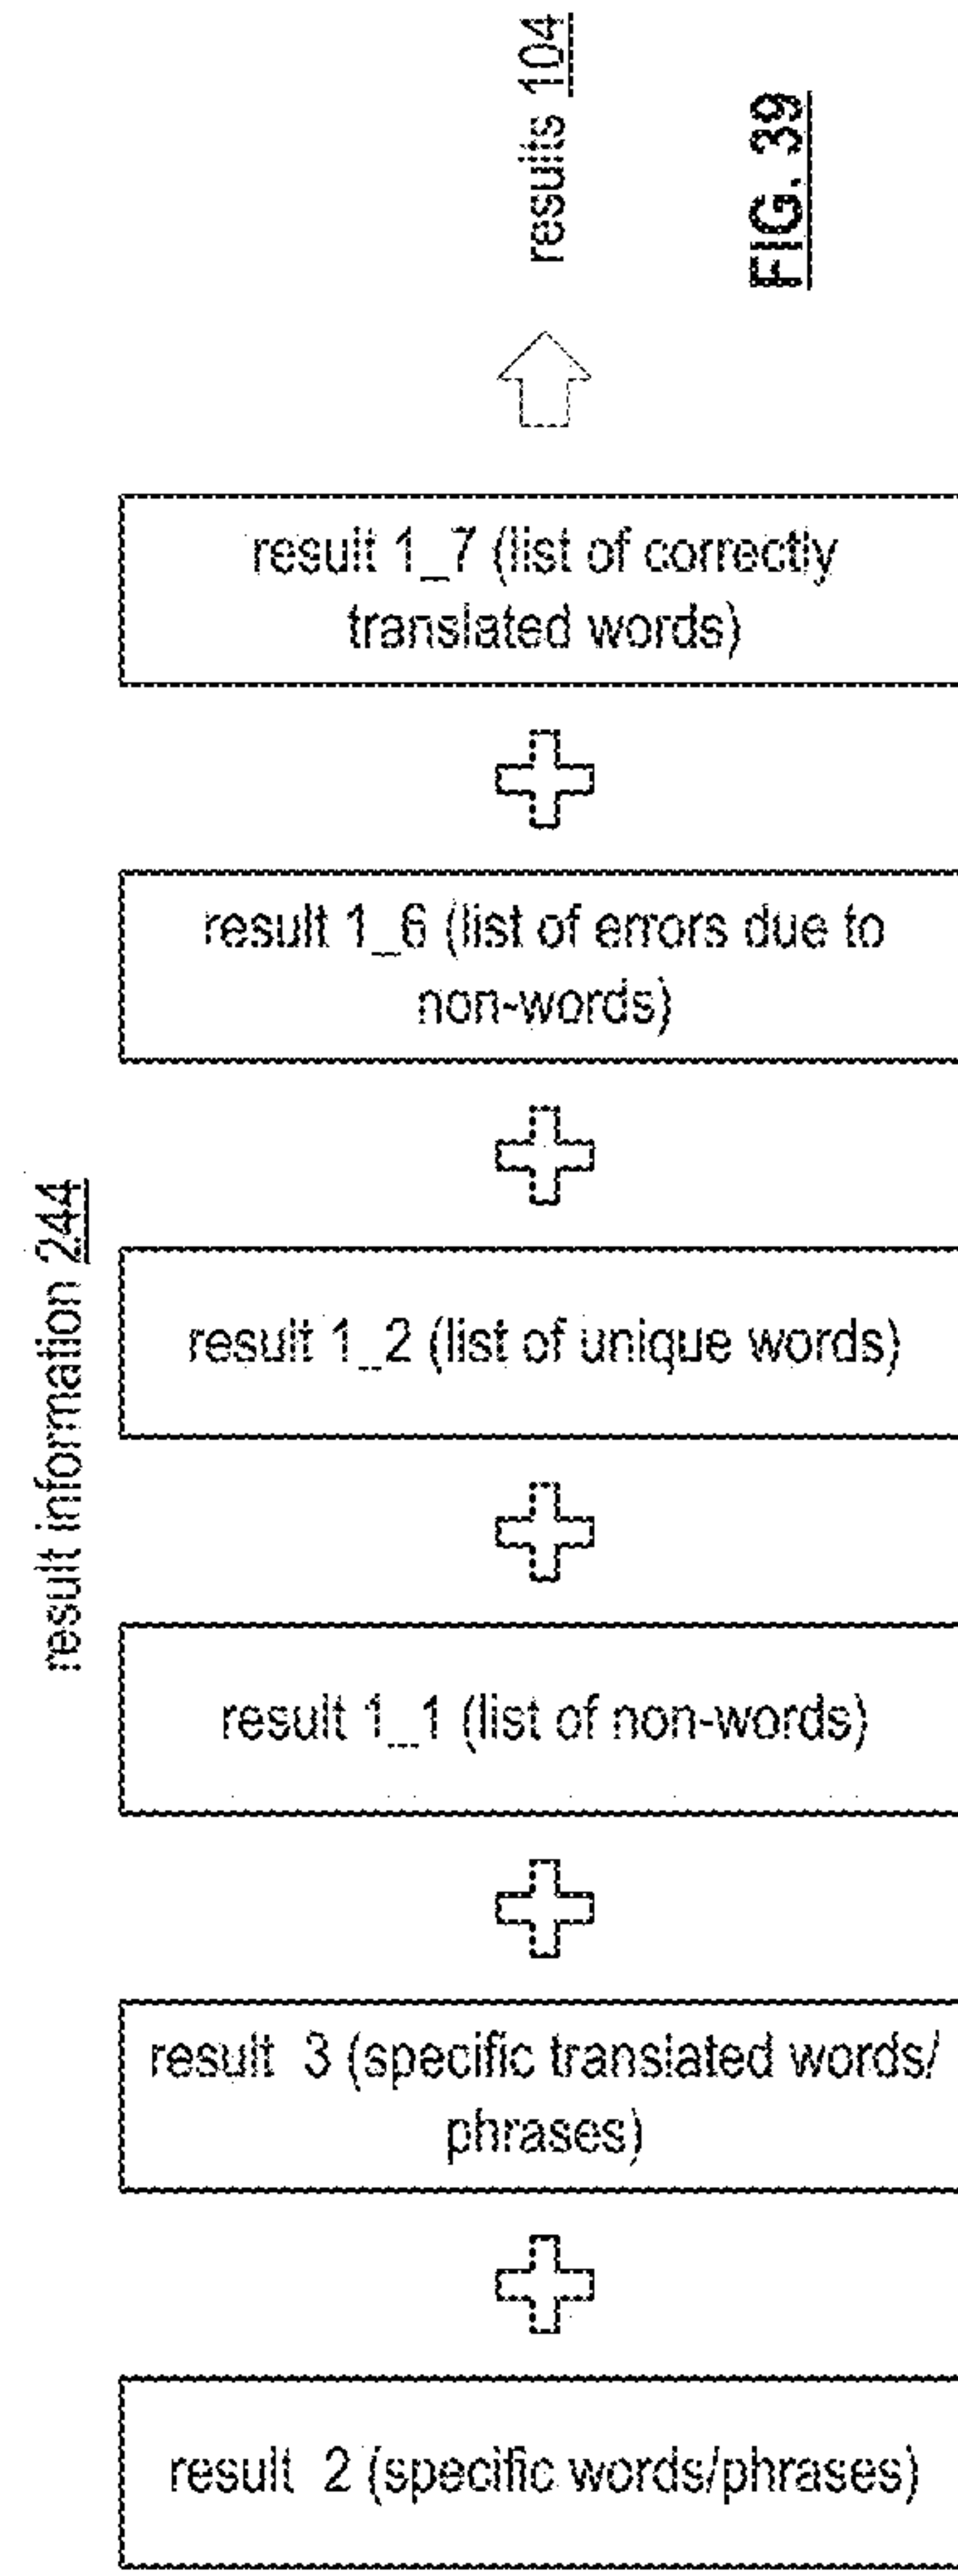 results 104
FIG. 39
result information 244
result 1_7 (list of correctly
translated words)
result 1_6 (list of errors due to
non-words)
result 1_2 (list of unique words)
result 1_1 (list of non-words)
result 3 (specific translated words/
phrases)
result 2 (specific words/phrases)